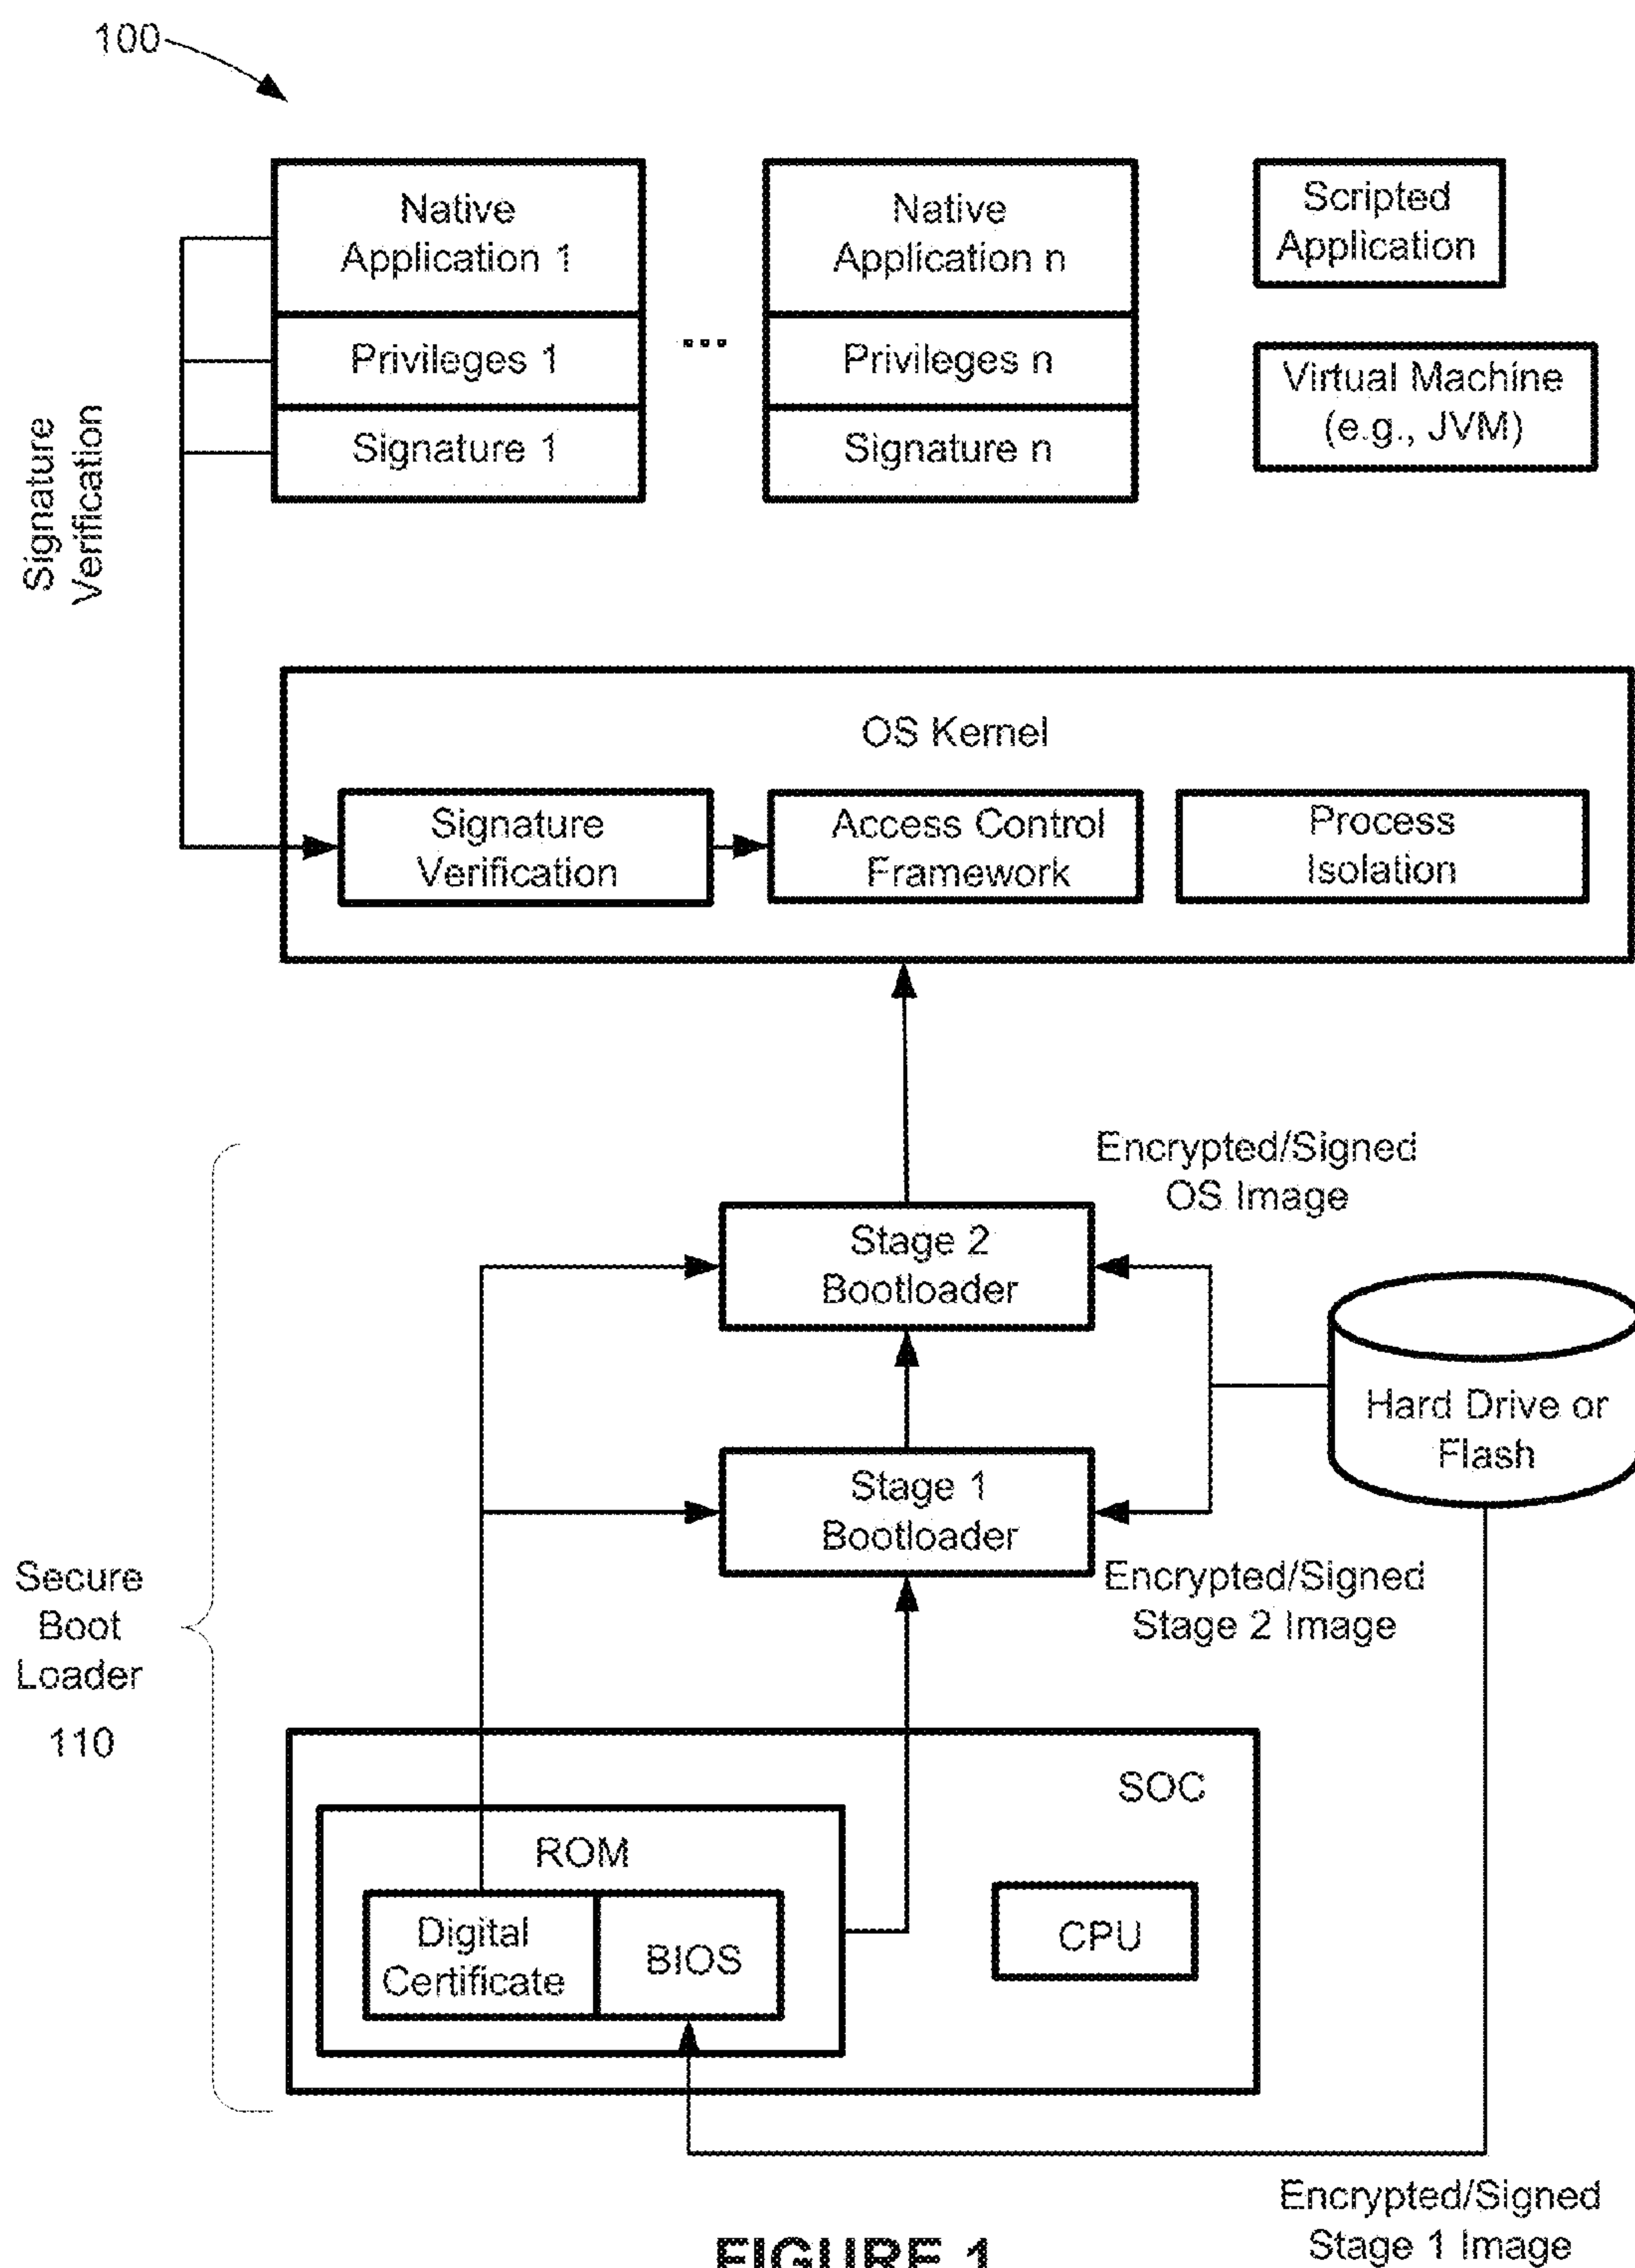 100
Native
Application 1
Privileges 1
Signature 1
...
Native
Application n
Privileges n
Signature n
Scripted
Application
Virtual Machine
(e.g., JVM)
Signature
Verification
OS Kernel
Signature
Verification
Access Control
Framework
Process
Isolation
Encrypted/Signed
OS Image
Stage 2
Bootloader
Hard Drive or
Flash
Stage 1
Bootloader
Encrypted/Signed
Stage 2 Image
Secure
Boot
Loader
110
SOC
ROM
Digital
Certificate
BIOS
CPU
Encrypted/Signed
Stage 1 Image
FIGURE 1